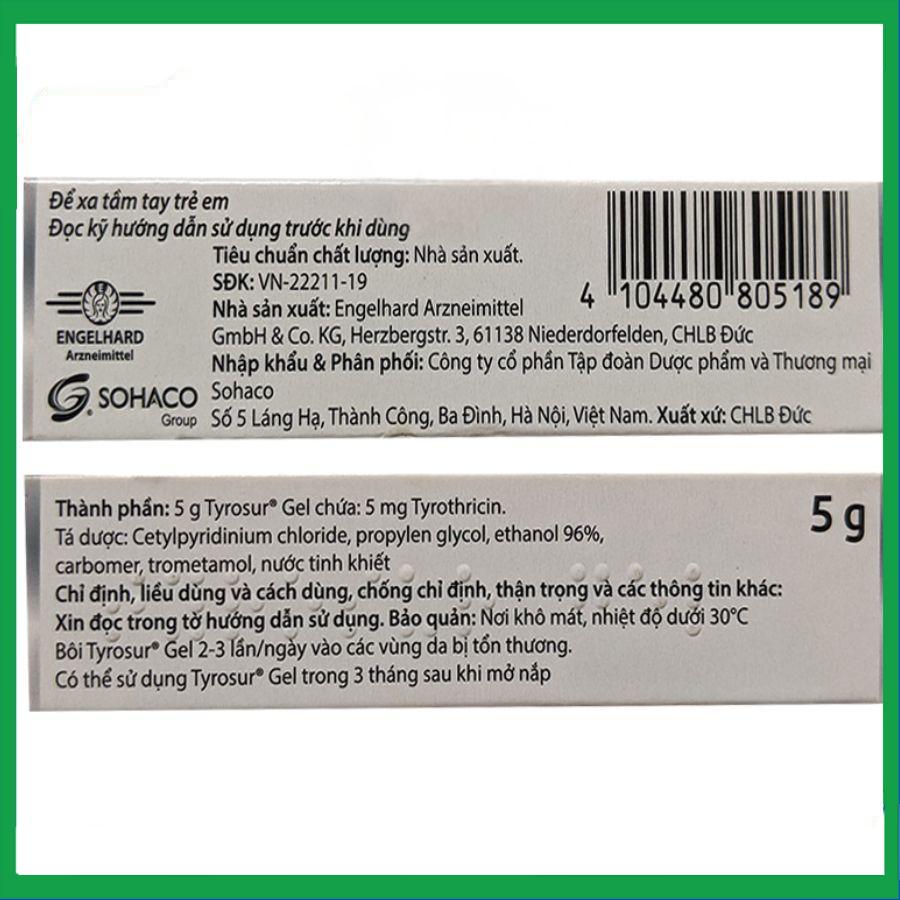 Để xa tầm tay trẻ em
Đọc kỹ hướng dẫn sử dụng trước khi dùng
Tiêu chuẩn chất lượng: Nhà sản xuất.
SĐK: VN-22211-19
Nhà sản xuất: Engelhard Arzneimittel
GmbH & Co. KG, Herzbergstr. 3, 61138 Niederdorfelden, CHLB Đức
Nhập khẩu & Phân phối: Công ty cổ phần Tập đoàn Dược phẩm và Thương mại
Sohaco
Số 5 Láng Hạ, Thành Công, Ba Đình, Hà Nội, Việt Nam. Xuất xứ: CHLB Đức
ENGELHARD
Arzneimittel
SOHACO
Group
4 104480 805189
Thành phần: 5 g Tyrosur® Gel chứa: 5 mg Tyrothricin.
Tá dược: Cetylpyridinium chloride, propylen glycol, ethanol 96%,
carbomer, trometamol, nước tinh khiết
Chỉ định, liều dùng và cách dùng, chống chỉ định, thận trọng và các thông tin khác:
Xin đọc trong tờ hướng dẫn sử dụng. Bảo quản: Nơi khô mát, nhiệt độ dưới 30°C
Bôi Tyrosur® Gel 2-3 lần/ngày vào các vùng da bị tổn thương.
Có thể sử dụng Tyrosur® Gel trong 3 tháng sau khi mở nắp
5 g